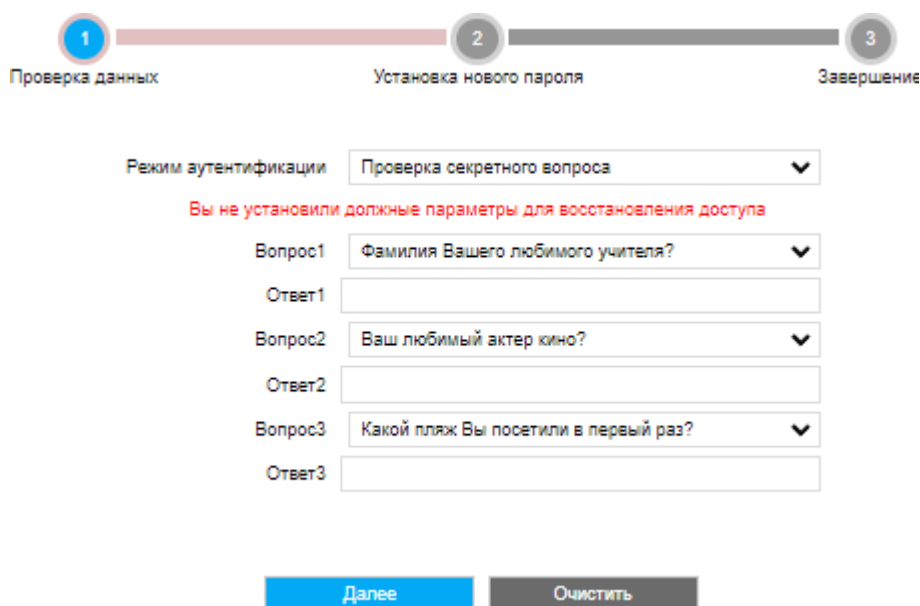 1 2 3
Проверка данных Установка нового пароля Завершение
Режим аутентификации Проверка секретного вопроса
Вы не установили должные параметры для восстановления доступа
Вопрос1 Фамилия Вашего любимого учителя?
Ответ1
Вопрос2 Ваш любимый актер кино?
Ответ2
Вопрос3 Какой пляж Вы посетили в первый раз?
Ответ3
Далее Очистить